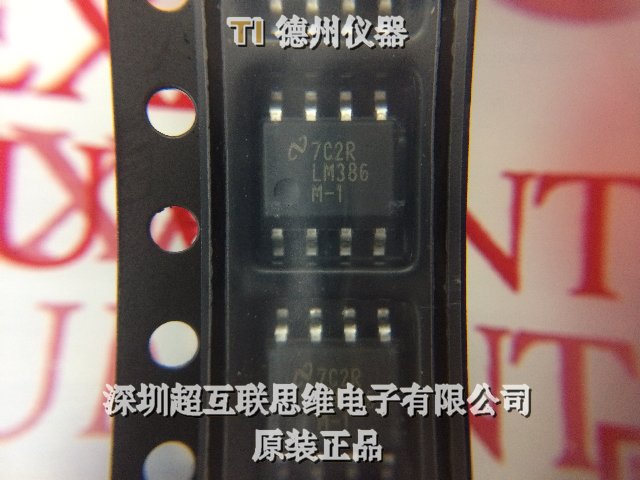 TI 德州仪器
7C2R
LM386
M-1
7C2R
深圳超互联思维电子有限公司
原装正品